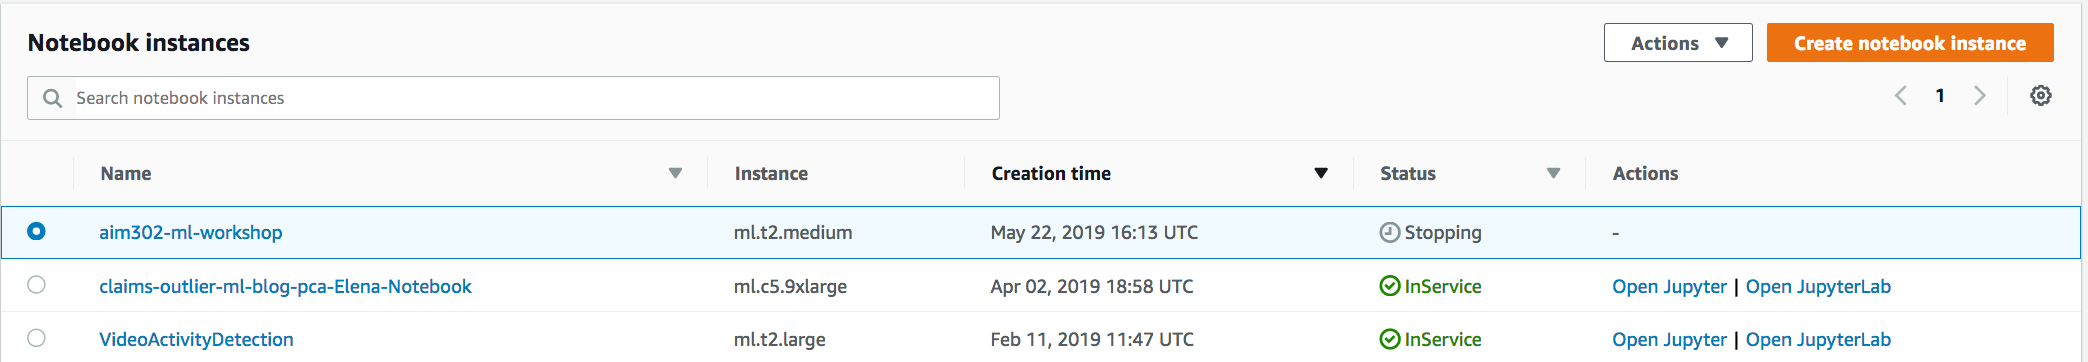 Notebook instances
Actions
Create notebook instance
Search notebook instances
1
Name Instance Creation time Status Actions
aim302-ml-workshop ml.t2.medium May 22, 2019 16:13 UTC Stopping -
claims-outlier-ml-blog-pca-Elena-Notebook ml.c5.9xlarge Apr 02, 2019 18:58 UTC InService Open Jupyter | Open JupyterLab
VideoActivityDetection ml.t2.large Feb 11, 2019 11:47 UTC InService Open Jupyter | Open JupyterLab